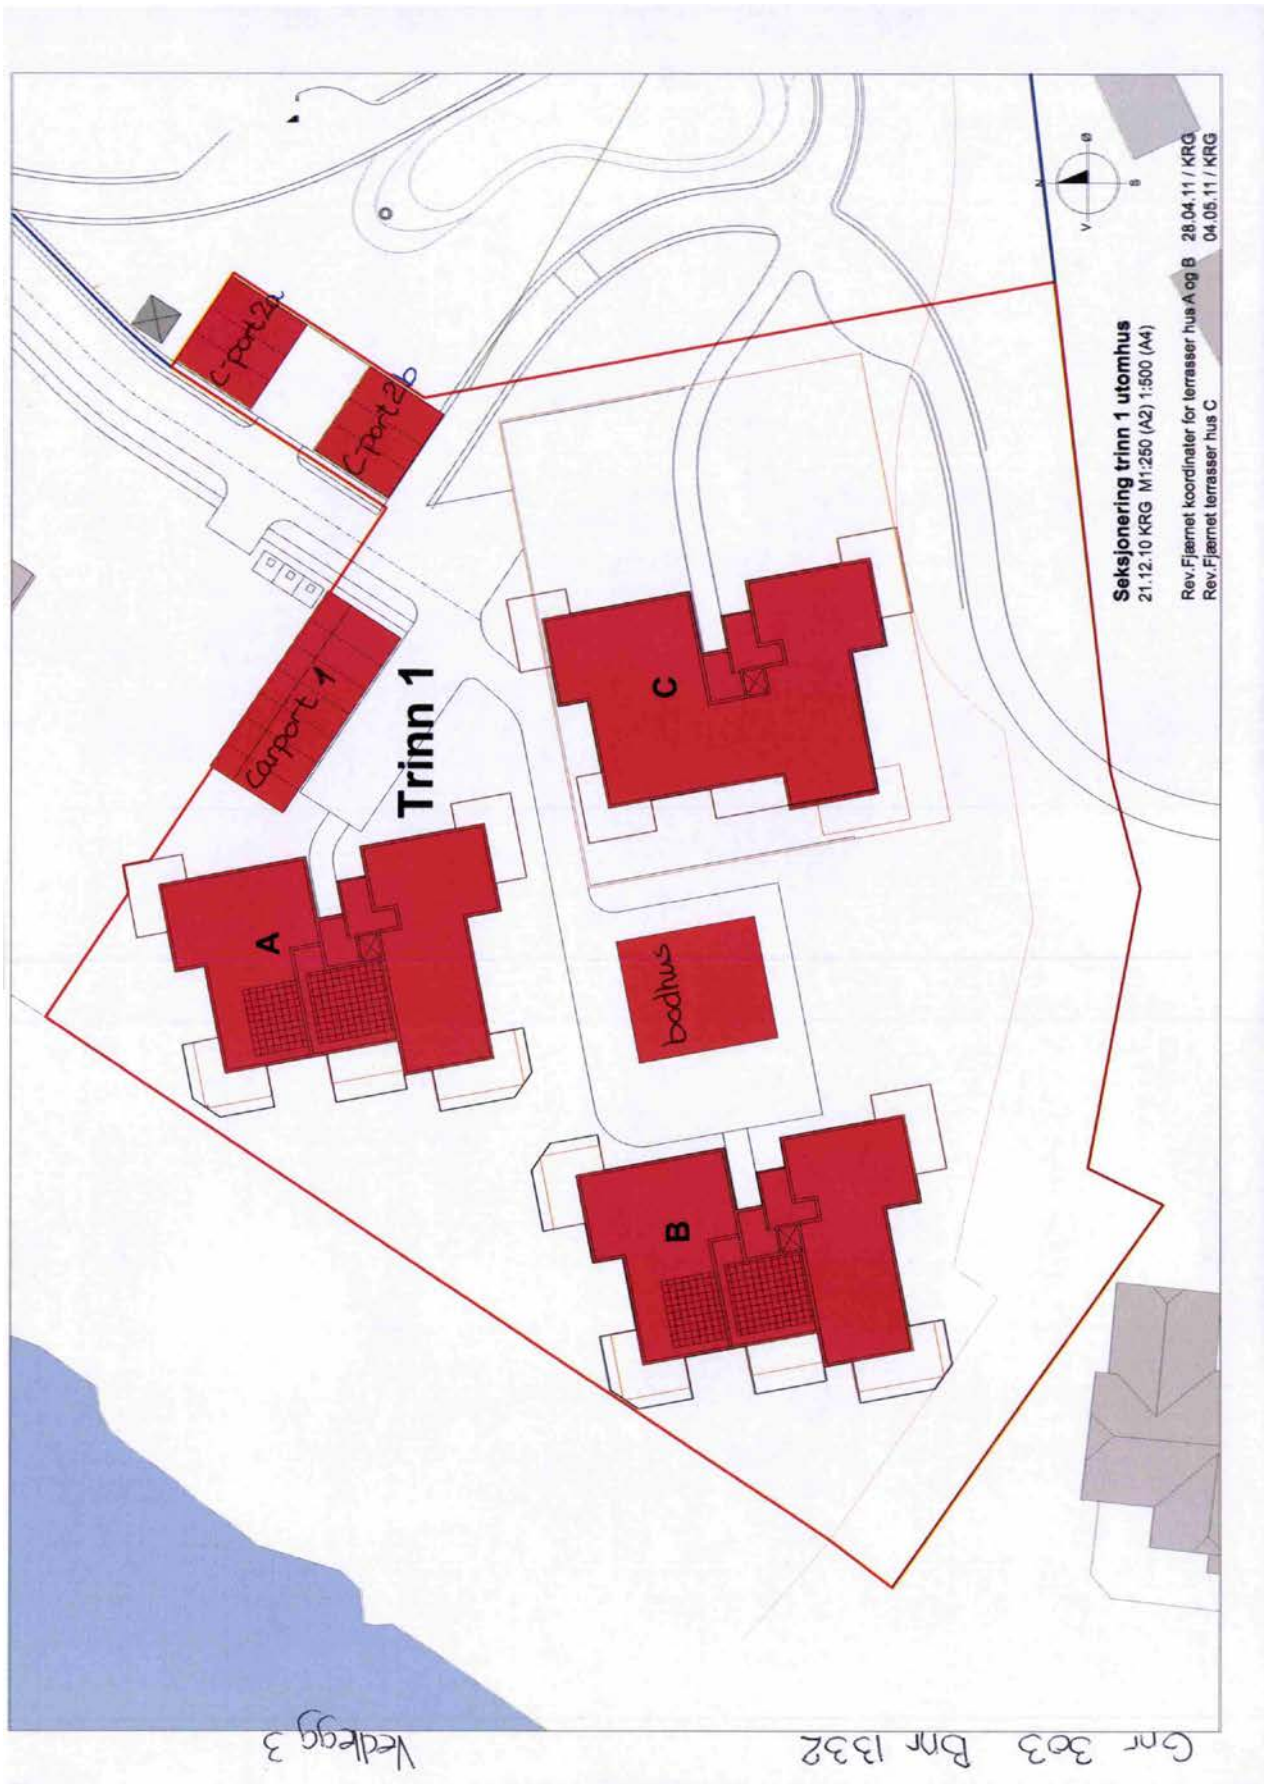 C-port 2a
C-port 2b
Carport 1
Trinn 1
A
C
bodhus
B
N
V
Ø
S
Seksjonering trinn 1 utomhus
21.12.10 KRG M1:250 (A2) 1:500 (A4)
Rev.Fjærnet koordinater for terrasser hus A og B 28.04.11 / KRG
Rev.Fjærnet terrasser hus C 04.05.11 / KRG
Vedlegg 3
Gnr 303 Bnr 1332